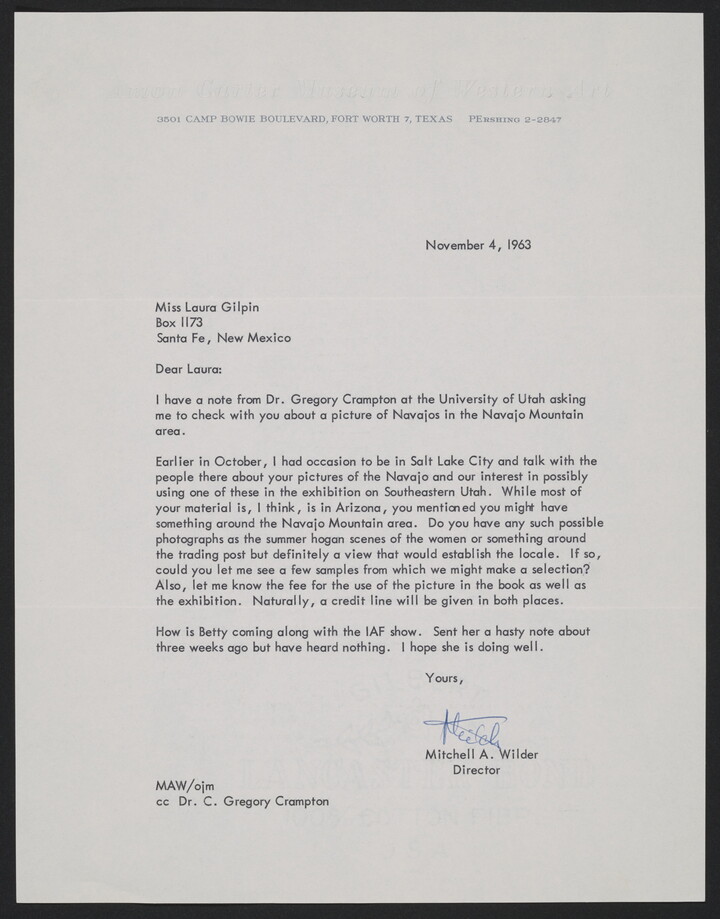 Amon Carter Museum of Western Art
3501 CAMP BOWIE BOULEVARD, FORT WORTH 7, TEXAS PERSHING 2-2847
November 4, 1963
Miss Laura Gilpin
Box 1173
Santa Fe, New Mexico
Dear Laura:
I have a note from Dr. Gregory Crampton at the University of Utah asking
me to check with you about a picture of Navajos in the Navajo Mountain
area.
Earlier in October, I had occasion to be in Salt Lake City and talk with the
people there about your pictures of the Navajo and our interest in possibly
using one of these in the exhibition on Southeastern Utah. While most of
your material is, I think, is in Arizona, you mentioned you might have
something around the Navajo Mountain area. Do you have any such possible
photographs as the summer hogan scenes of the women or something around
the trading post but definitely a view that would establish the locale. If so,
could you let me see a few samples from which we might make a selection?
Also, let me know the fee for the use of the picture in the book as well as
the exhibition. Naturally, a credit line will be given in both places.
How is Betty coming along with the IAF show. Sent her a hasty note about
three weeks ago but have heard nothing. I hope she is doing well.
Yours,
Mitch
Mitchell A. Wilder
Director
MAW/ojm
cc Dr. C. Gregory Crampton